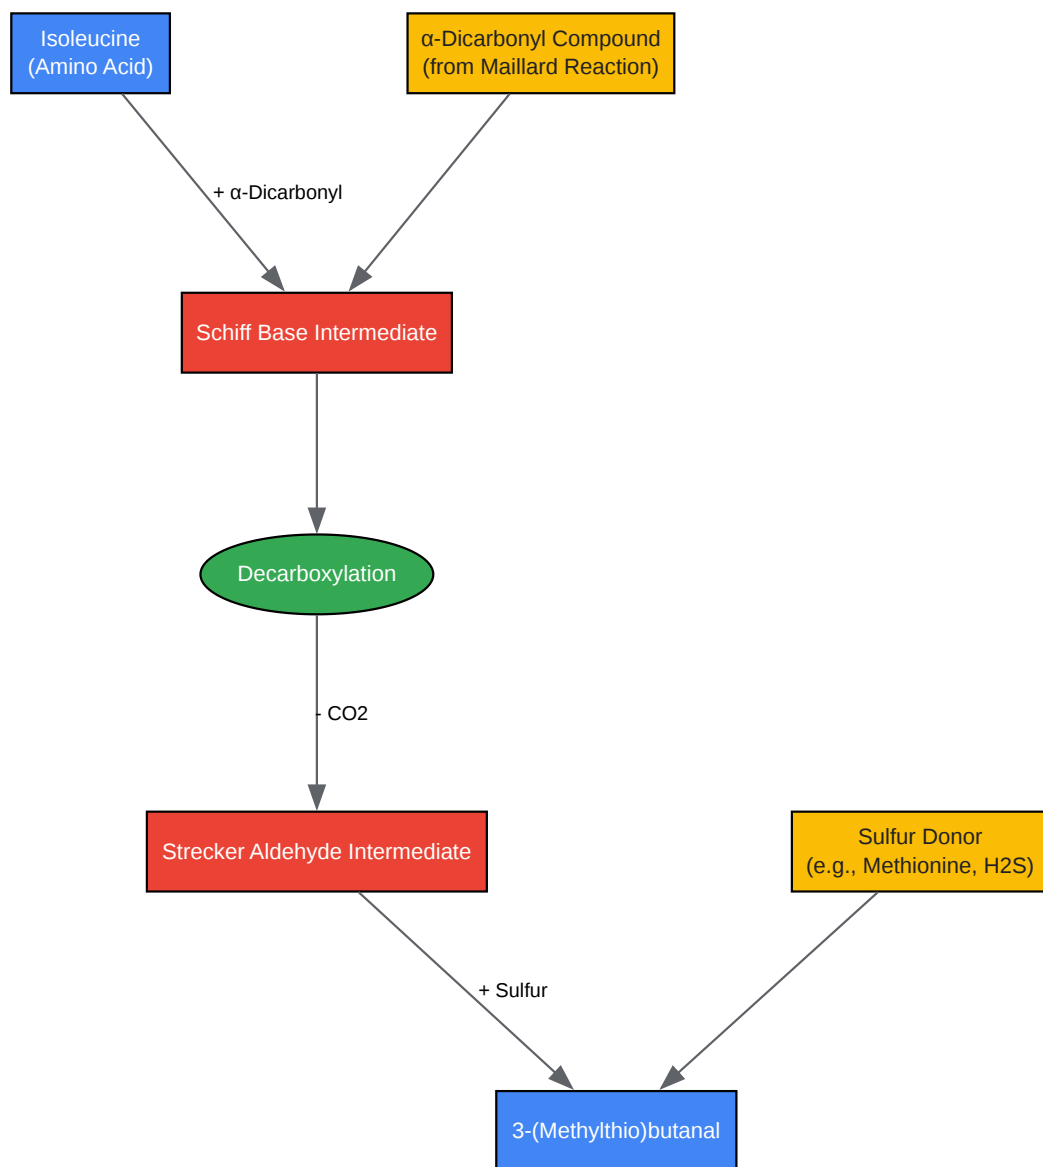 Isoleucine
(Amino Acid)
α-Dicarbonyl Compound
(from Maillard Reaction)
+ α-Dicarbonyl
Schiff Base Intermediate
Decarboxylation
- CO2
Strecker Aldehyde Intermediate
Sulfur Donor
(e.g., Methionine, H2S)
+ Sulfur
3-(Methylthio)butanal